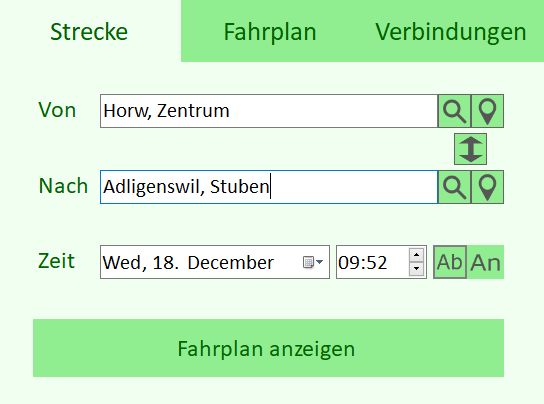 Strecke Fahrplan Verbindungen
Von Horw, Zentrum
Nach Adligenswil, Stuben
Zeit Wed, 18. December 09:52 Ab An
Fahrplan anzeigen